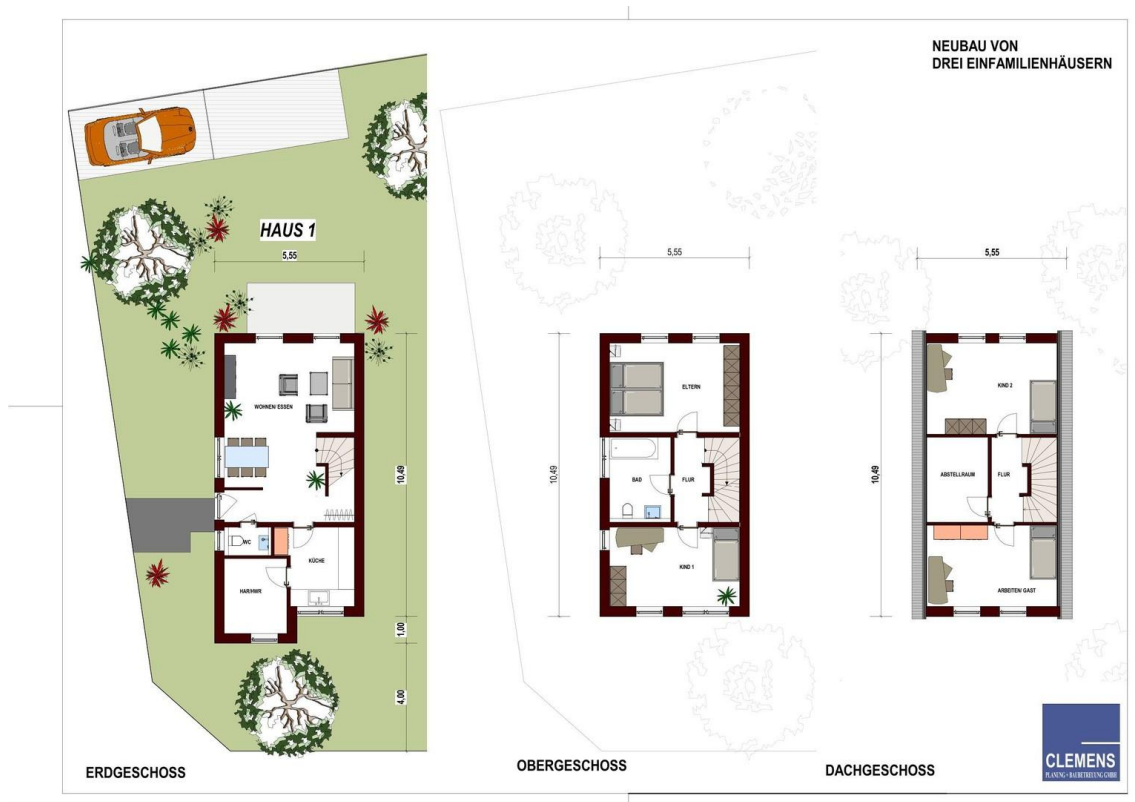 NEUBAU VON
DREI EINFAMILIENHÄUSERN
HAUS 1
5,55
WOHNEN/ ESSEN
WC
KÜCHE
HAR/HWR
10,49
1,00
4,00
ERDGESCHOSS
5,55
10,49
ELTERN
BAD
FLUR
KIND 1
OBERGESCHOSS
5,55
10,49
KIND 2
ABSTELLRAUM
FLUR
ARBEITEN/ GAST
DACHGESCHOSS
CLEMENS
PLANUNG + BAUBETREUUNG GMBH